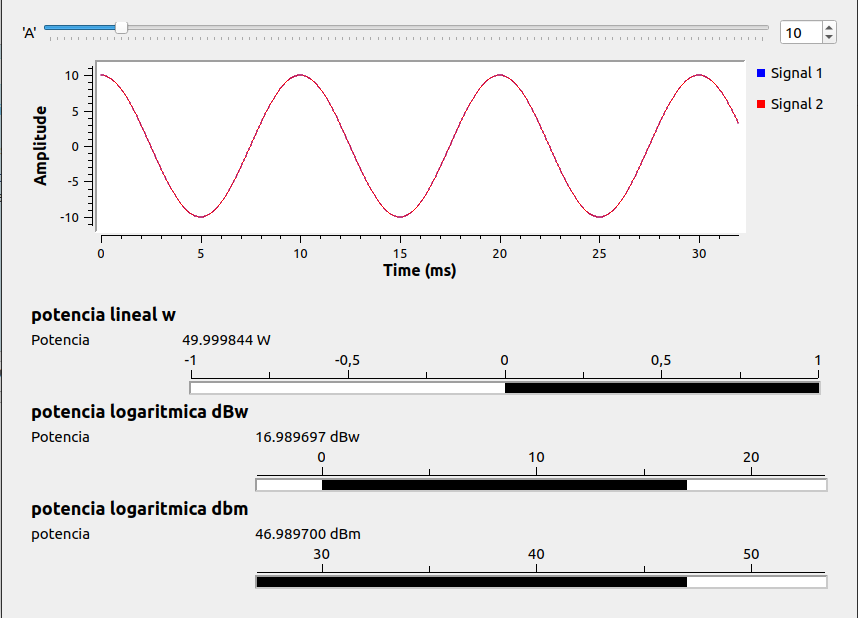 'A' 10
Signal 1
Signal 2
10
5
0
-5
-10
Amplitude
0 5 10 15 20 25 30
Time (ms)
potencia lineal w
Potencia 49.999844 W
-1 -0,5 0 0,5 1
potencia logaritmica dBw
Potencia 16.989697 dBw
0 10 20
potencia logaritmica dbm
potencia 46.989700 dBm
30 40 50